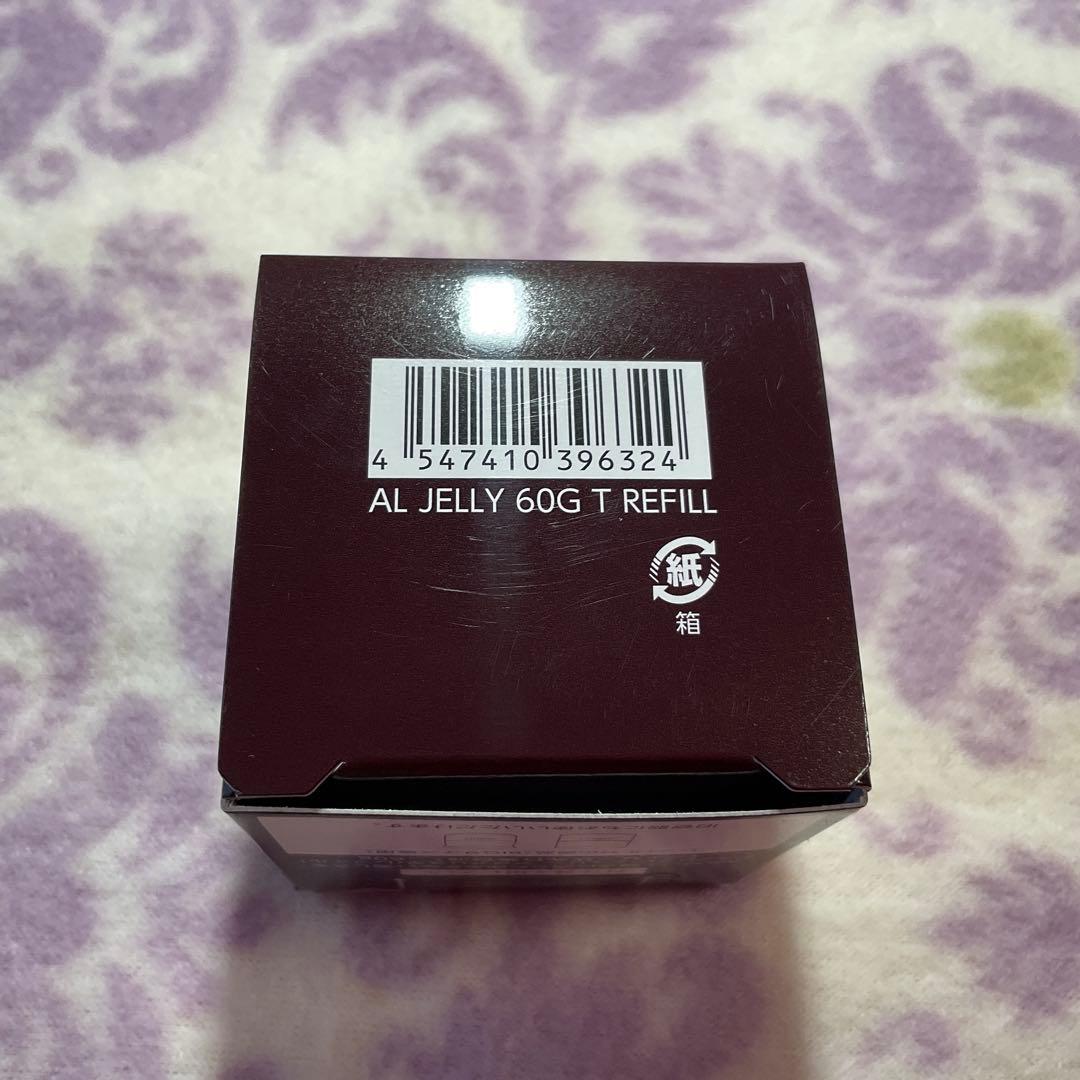 4 547410 396324
AL JELLY 60G T REFILL
紙
箱